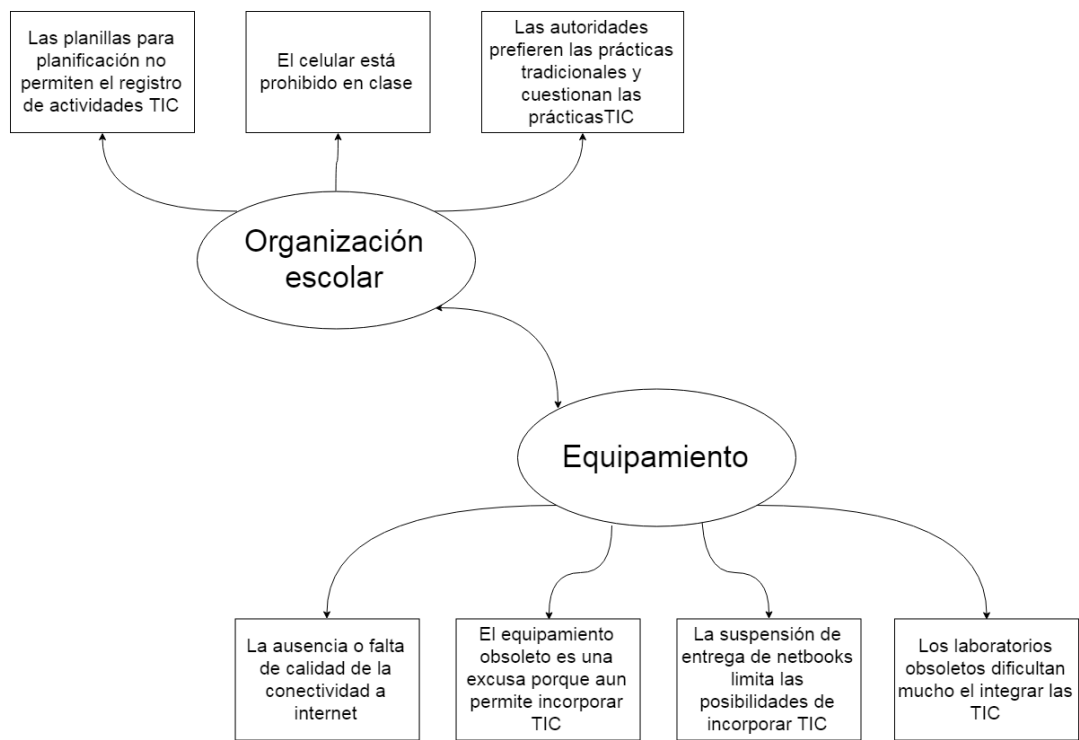 Las planillas para
planificación no
permiten el registro
de actividades TIC
El celular está
prohibido en clase
Las autoridades
prefieren las prácticas
tradicionales y
cuestionan las
prácticasTIC
Organización
escolar
Equipamiento
La ausencia o falta
de calidad de la
conectividad a
internet
El equipamiento
obsoleto es una
excusa porque aun
permite incorporar
TIC
La suspensión de
entrega de netbooks
limita las
posibilidades de
incorporar TIC
Los laboratorios
obsoletos dificultan
mucho el integrar las
TIC